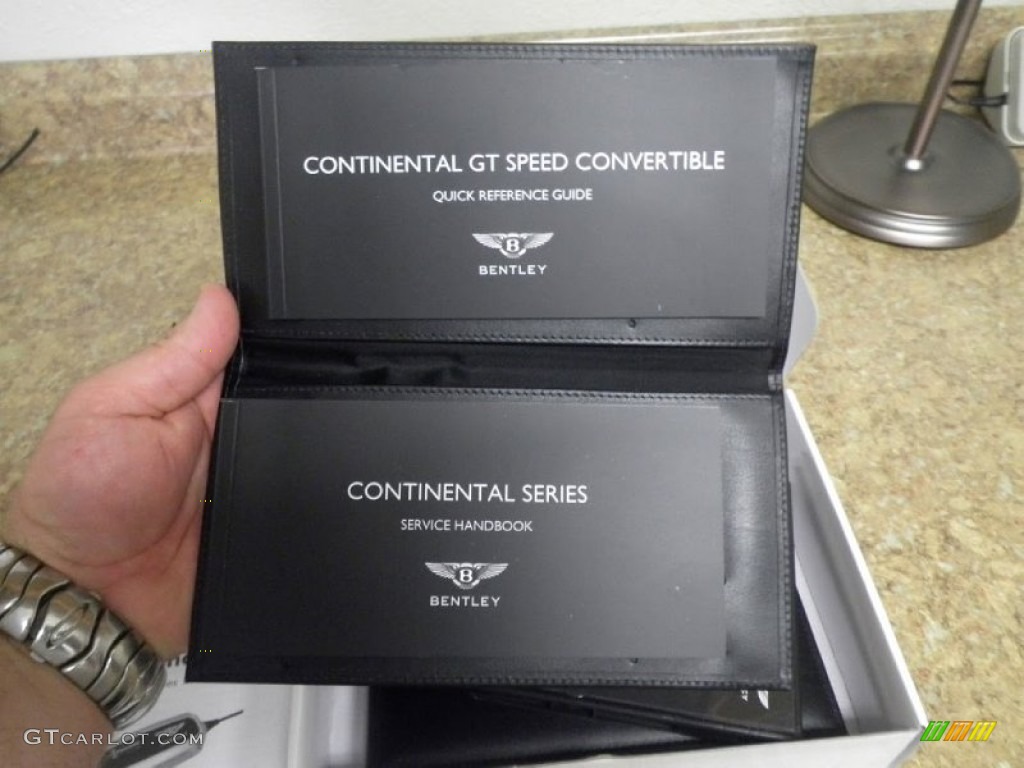 CONTINENTAL GT SPEED CONVERTIBLE
QUICK REFERENCE GUIDE
B
BENTLEY
CONTINENTAL SERIES
SERVICE HANDBOOK
B
BENTLEY
GTCARLOT.COM